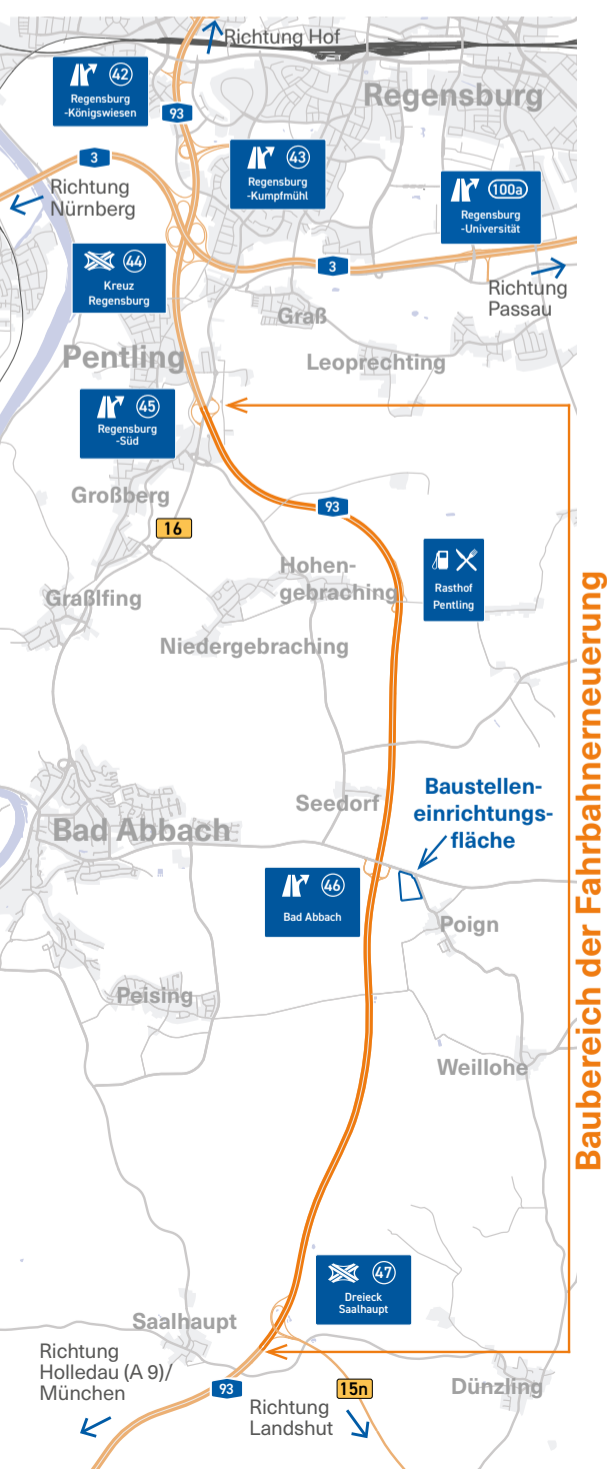 Richtung Hof
42
Regensburg
-Königswiesen
93
Regensburg
3
43
Regensburg
-Kumpfmühl
100a
Regensburg
-Universität
Richtung
Nürnberg
44
Kreuz
Regensburg
3
Richtung
Passau
Graß
Pentling
Leoprechting
45
Regensburg
-Süd
Großberg
93
16
Rasthof
Pentling
Hohen-
gebraching
Graßlfing
Niedergebraching
Baubereich der Fahrbahnerneuerung
Baustellen-
einrichtungs-
fläche
Seedorf
Bad Abbach
46
Bad Abbach
Poign
Peising
Weillohe
47
Dreieck
Saalhaupt
Saalhaupt
Richtung
Holledau (A 9)/
München
93
15n
Dünzling
Richtung
Landshut